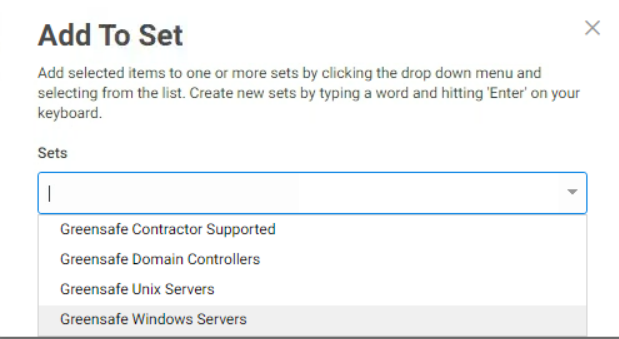 Add To Set
Add selected items to one or more sets by clicking the drop down menu and
selecting from the list. Create new sets by typing a word and hitting 'Enter' on your
keyboard.
Sets
Greensafe Contractor Supported
Greensafe Domain Controllers
Greensafe Unix Servers
Greensafe Windows Servers